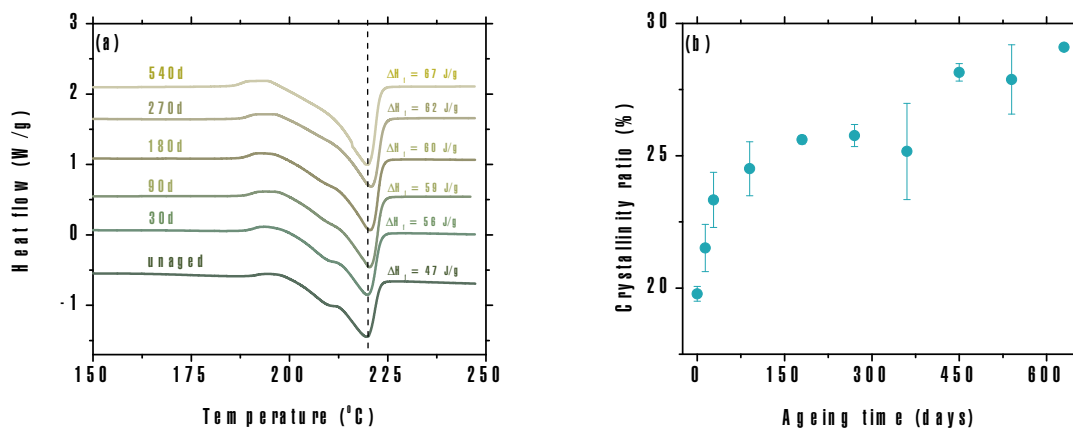 (a)
3
2
1
0
-1
Heat flow (W/g)
540d
ΔH_f = 67 J/g
270d
ΔH_f = 62 J/g
180d
ΔH_f = 60 J/g
90d
ΔH_f = 59 J/g
30d
ΔH_f = 56 J/g
unaged
ΔH_f = 47 J/g
150 175 200 225 250
Temperature (°C)
(b)
30
25
20
Crystallinity ratio (%)
0 150 300 450 600
Ageing time (days)